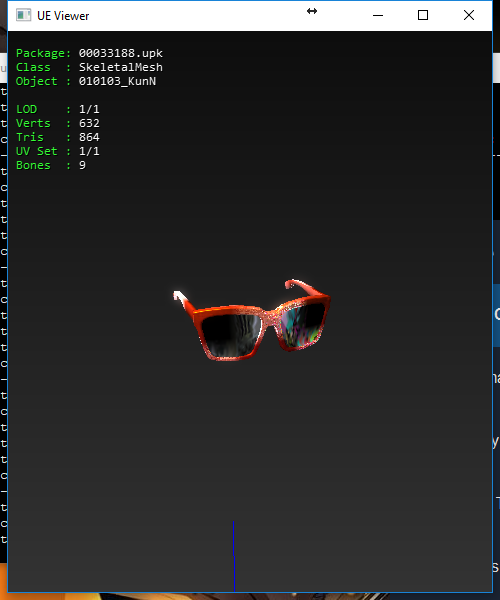 UE Viewer
Package: 00033188.upk
Class : SkeletalMesh
Object : 010103_KunN
LOD : 1/1
Verts : 632
Tris : 864
UV Set : 1/1
Bones : 9